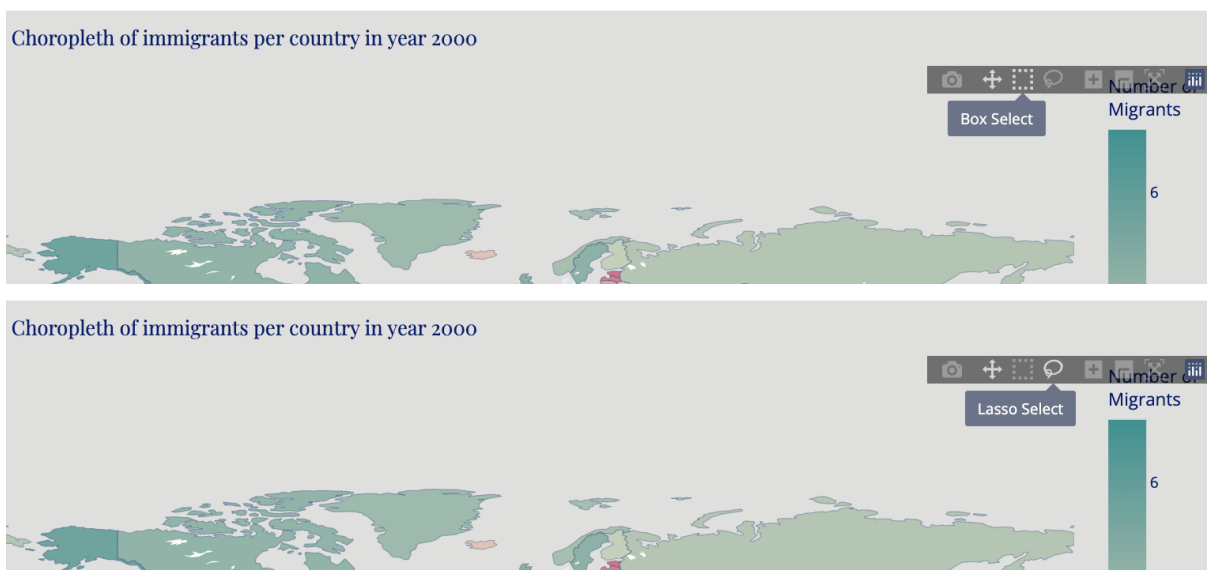 Choropleth of immigrants per country in year 2000
Number of
Migrants
Box Select
6
Choropleth of immigrants per country in year 2000
Number of
Migrants
Lasso Select
6